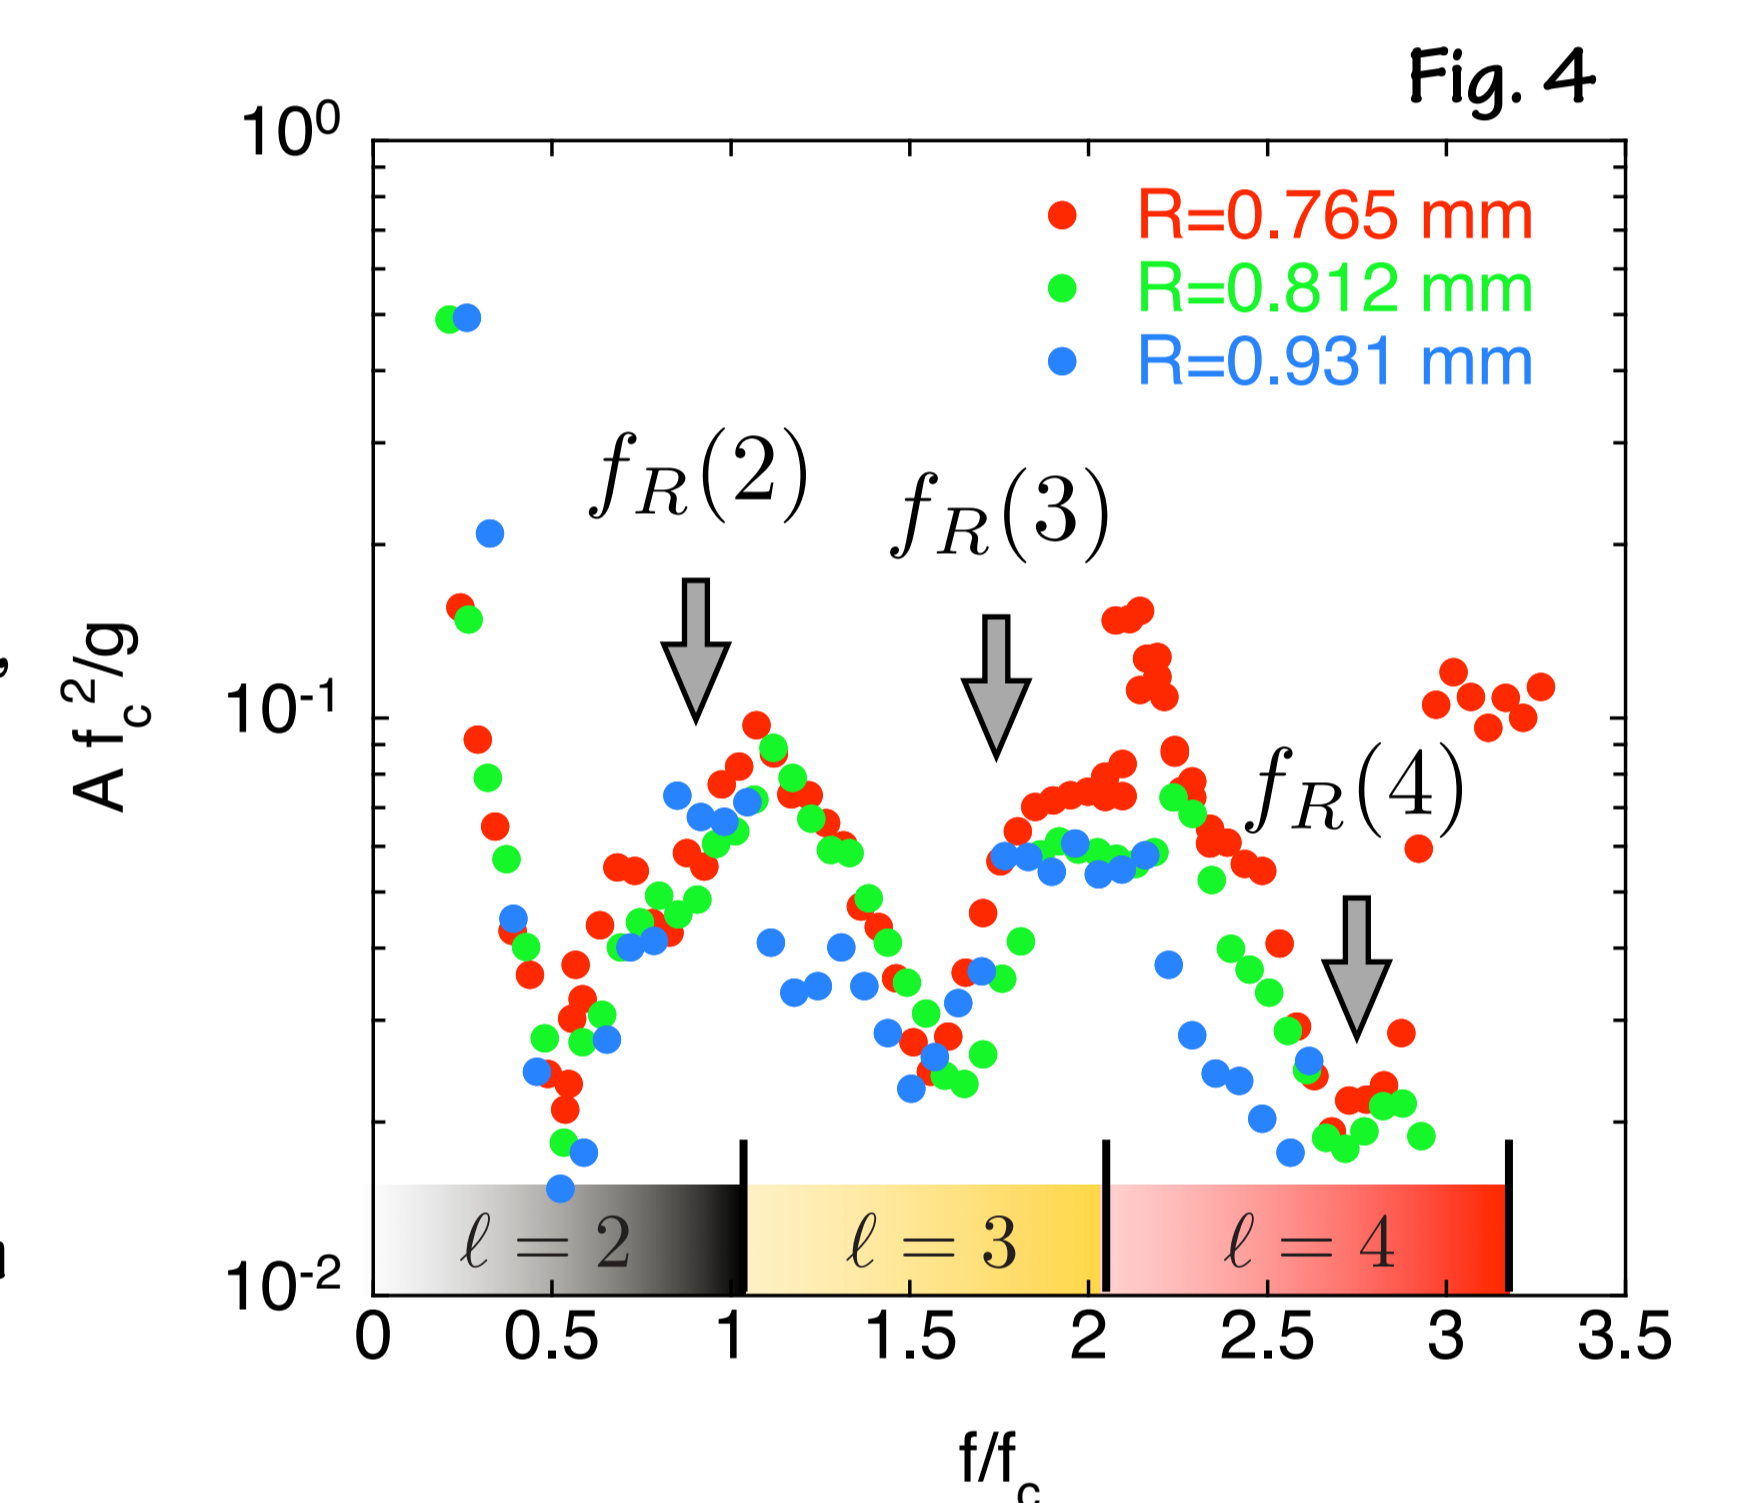 Fig. 4
10⁰
R=0.765 mm
R=0.812 mm
R=0.931 mm
f_R(2)
f_R(3)
A f_c²/g
10⁻¹
f_R(4)
ℓ = 2
ℓ = 3
ℓ = 4
10⁻²
0 0.5 1 1.5 2 2.5 3 3.5
f/f_c